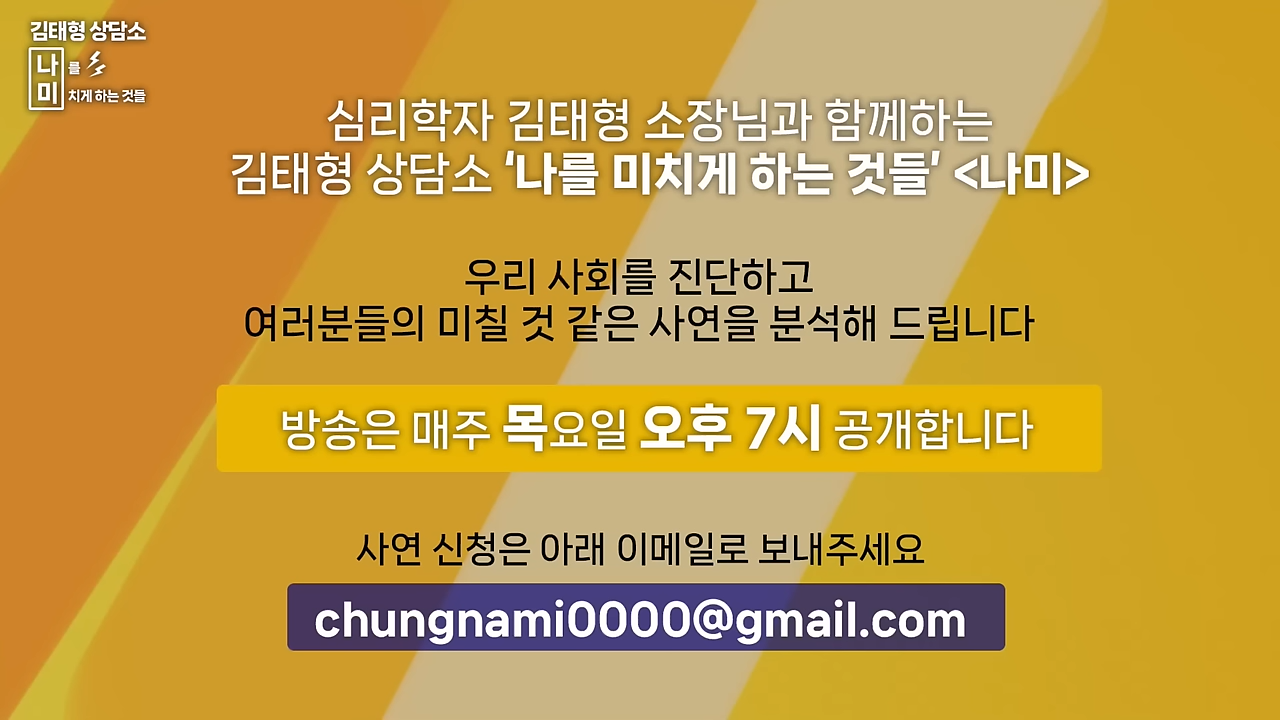 김태형 상담소
나를
미치게 하는 것들
심리학자 김태형 소장님과 함께하는
김태형 상담소 ‘나를 미치게 하는 것들’ <나미>
우리 사회를 진단하고
여러분들의 미칠 것 같은 사연을 분석해 드립니다
방송은 매주 목요일 오후 7시 공개합니다
사연 신청은 아래 이메일로 보내주세요
chungnami0000@gmail.com